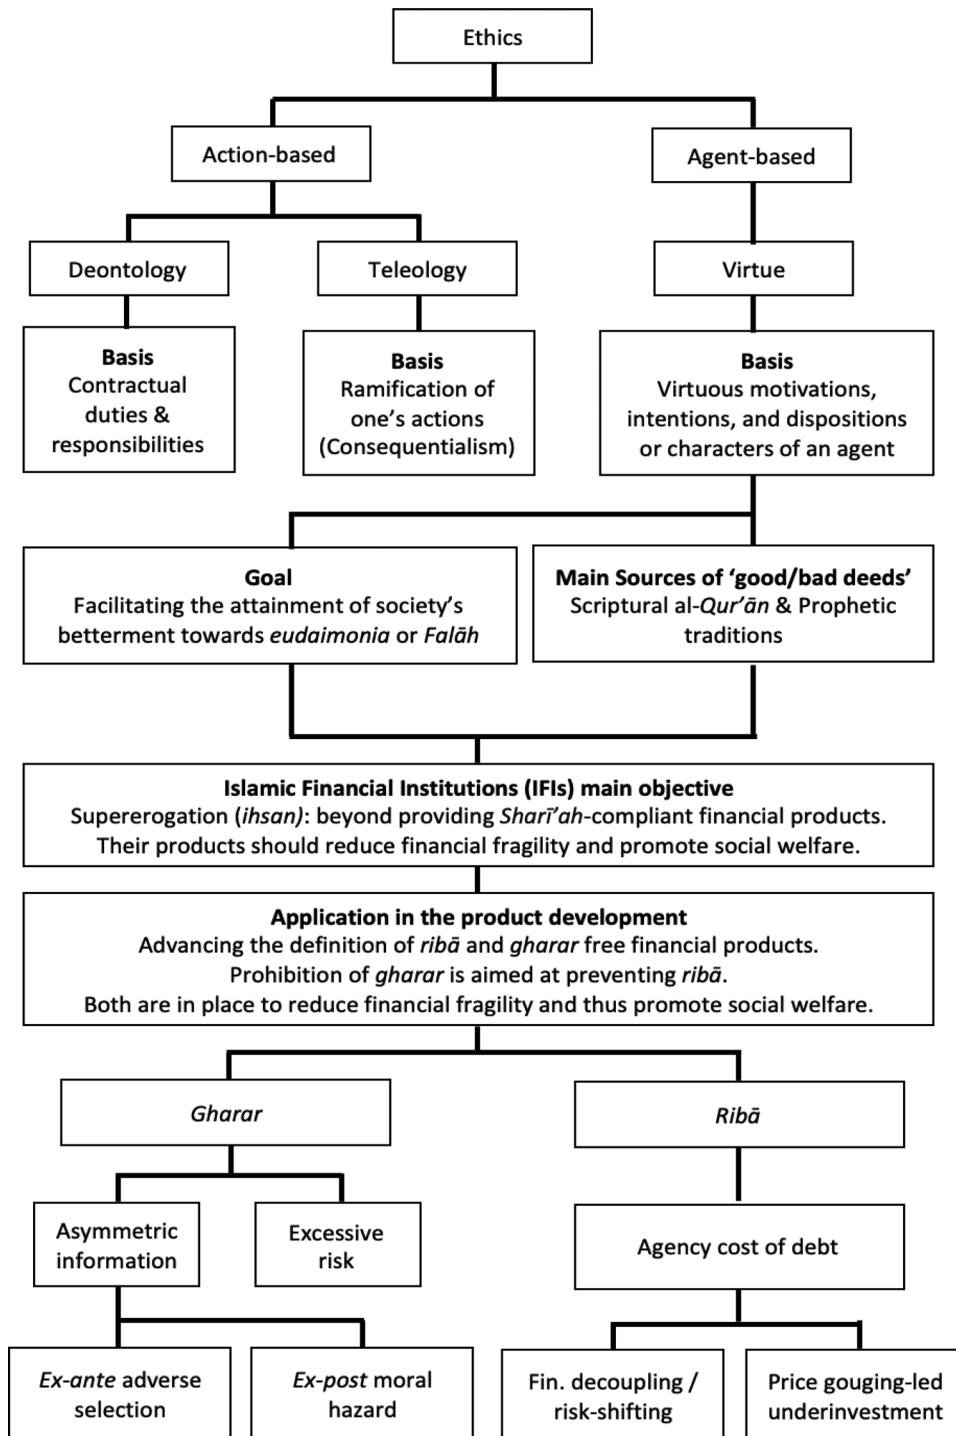 Ethics
Action-based
Agent-based
Deontology
Teleology
Virtue
Basis
Contractual
duties &
responsibilities
Basis
Ramification of
one’s actions
(Consequentialism)
Basis
Virtuous motivations,
intentions, and dispositions
or characters of an agent
Goal
Facilitating the attainment of society’s
betterment towards eudaimonia or Falāh
Main Sources of ‘good/bad deeds’
Scriptural al-Qur’ān & Prophetic
traditions
Islamic Financial Institutions (IFIs) main objective
Supererogation (ihsan): beyond providing Sharī’ah-compliant financial products.
Their products should reduce financial fragility and promote social welfare.
Application in the product development
Advancing the definition of ribā and gharar free financial products.
Prohibition of gharar is aimed at preventing ribā.
Both are in place to reduce financial fragility and thus promote social welfare.
Gharar
Ribā
Asymmetric
information
Excessive
risk
Agency cost of debt
Ex-ante adverse
selection
Ex-post moral
hazard
Fin. decoupling /
risk-shifting
Price gouging-led
underinvestment